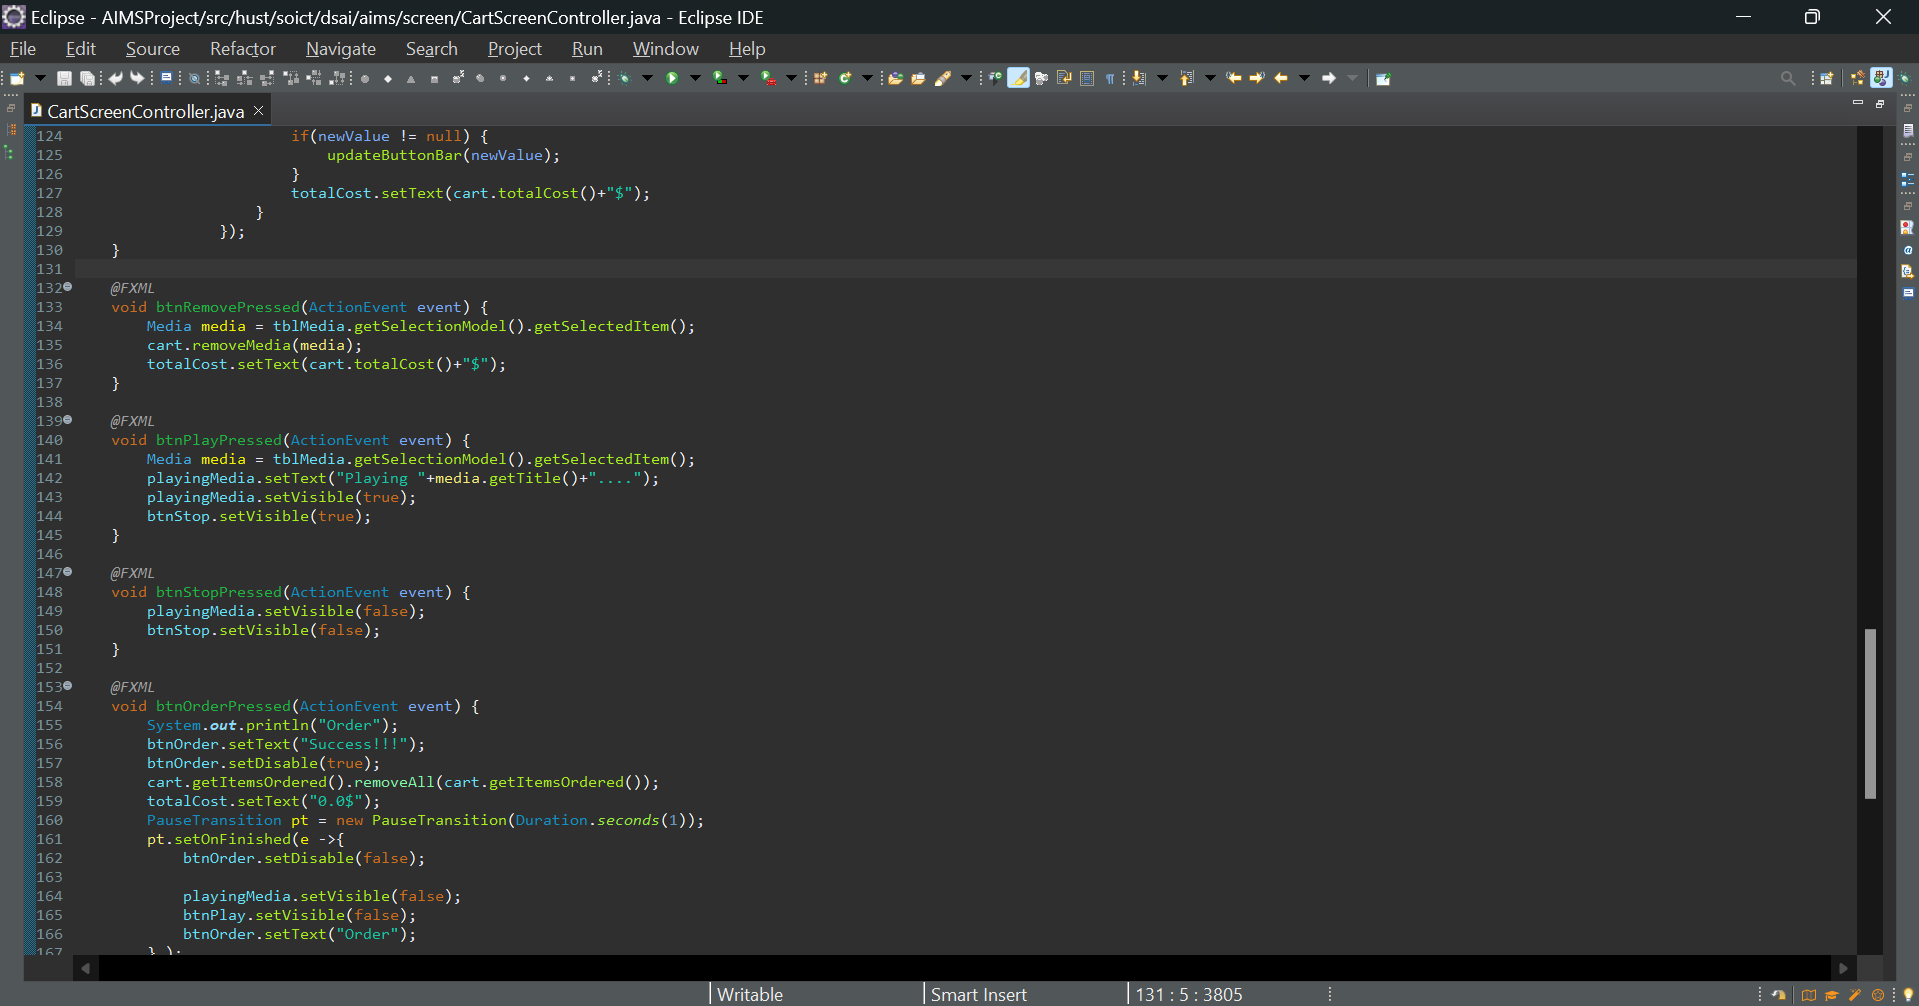 Eclipse - AIMSProject/src/hust/soict/dsai/aims/screen/CartScreenController.java - Eclipse IDE
File Edit Source Refactor Navigate Search Project Run Window Help
CartScreenController.java
124 if(newValue != null) {
125 updateButtonBar(newValue);
126 }
127 totalCost.setText(cart.totalCost()+"$");
128 }
129 });
130 }
131
132 @FXML
133 void btnRemovePressed(ActionEvent event) {
134 Media media = tblMedia.getSelectionModel().getSelectedItem();
135 cart.removeMedia(media);
136 totalCost.setText(cart.totalCost()+"$");
137 }
138
139 @FXML
140 void btnPlayPressed(ActionEvent event) {
141 Media media = tblMedia.getSelectionModel().getSelectedItem();
142 playingMedia.setText("Playing "+media.getTitle()+"....");
143 playingMedia.setVisible(true);
144 btnStop.setVisible(true);
145 }
146
147 @FXML
148 void btnStopPressed(ActionEvent event) {
149 playingMedia.setVisible(false);
150 btnStop.setVisible(false);
151 }
152
153 @FXML
154 void btnOrderPressed(ActionEvent event) {
155 System.out.println("Order");
156 btnOrder.setText("Success!!!");
157 btnOrder.setDisable(true);
158 cart.getItemsOrdered().removeAll(cart.getItemsOrdered());
159 totalCost.setText("0.0$");
160 PauseTransition pt = new PauseTransition(Duration.seconds(1));
161 pt.setOnFinished(e ->{
162 btnOrder.setDisable(false);
163
164 playingMedia.setVisible(false);
165 btnPlay.setVisible(false);
166 btnOrder.setText("Order");
167 } );
Writable Smart Insert 131 : 5 : 3805